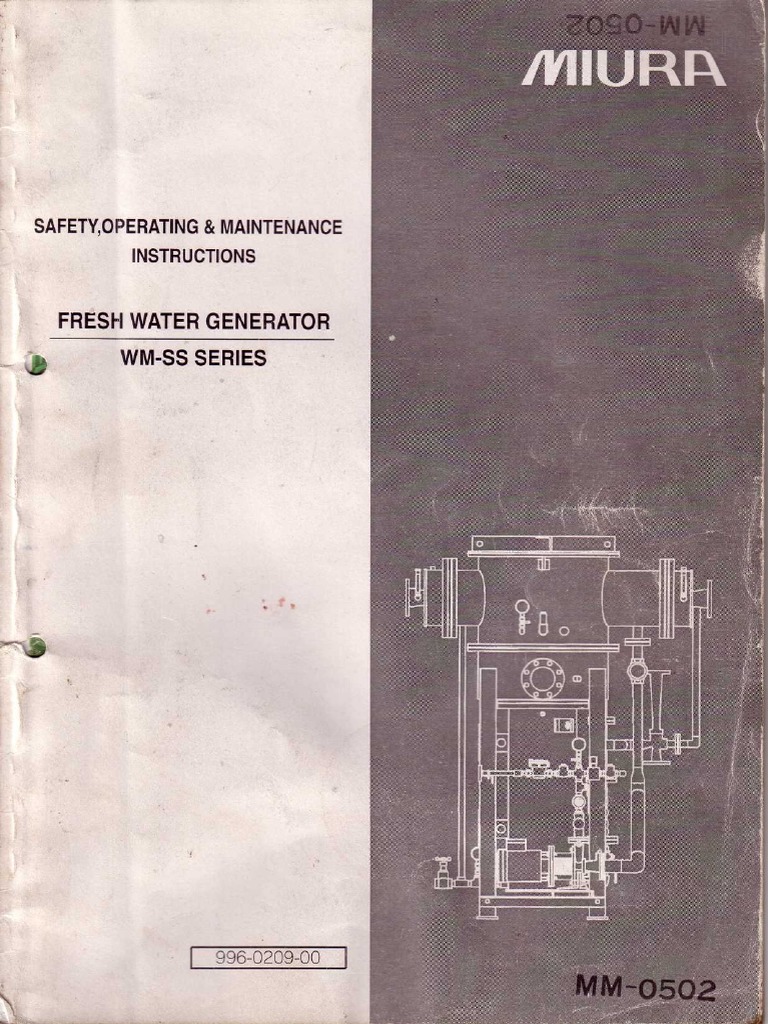 MM-0502
MIURA
SAFETY,OPERATING & MAINTENANCE
INSTRUCTIONS
FRESH WATER GENERATOR
WM-SS SERIES
996-0209-00
MM-0502